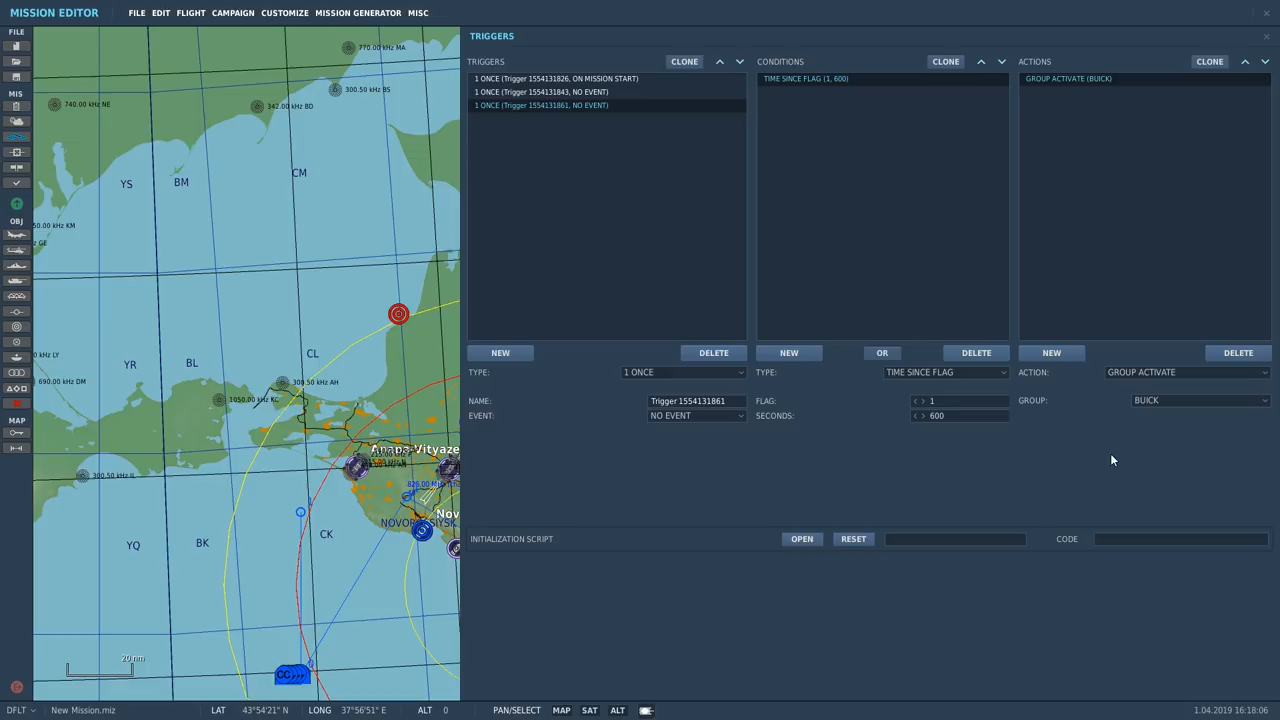 MISSION EDITOR
FILE EDIT FLIGHT CAMPAIGN CUSTOMIZE MISSION GENERATOR MISC
FILE
MIS
OBJ
MAP
770.00 kHz MA
300.50 kHz BS
740.00 kHz NE
342.00 kHz BD
CM
YS
BM
50.00 kHz KM
z GE
0 kHz LY
CL
YR
BL
690.00 kHz DM
300.50 kHz AH
1050.00 kHz KC
Anapa-Vityaze
300.50 kHz IL
Nov
NOVOROSSIYSK
CK
BK
YQ
CC
20 nm
TRIGGERS
TRIGGERS CLONE
1 ONCE (Trigger 1554131826, ON MISSION START)
1 ONCE (Trigger 1554131843, NO EVENT)
1 ONCE (Trigger 1554131861, NO EVENT)
NEW DELETE
TYPE: 1 ONCE
NAME: Trigger 1554131861
EVENT: NO EVENT
CONDITIONS CLONE
TIME SINCE FLAG (1, 600)
NEW OR DELETE
TYPE: TIME SINCE FLAG
FLAG: < > 1
SECONDS: < > 600
ACTIONS CLONE
GROUP ACTIVATE (BUICK)
NEW DELETE
ACTION: GROUP ACTIVATE
GROUP: BUICK
INITIALIZATION SCRIPT OPEN RESET CODE
DFLT New Mission.miz LAT 43°54'21" N LONG 37°56'51" E ALT 0 PAN/SELECT MAP SAT ALT 1.04.2019 16:18:06